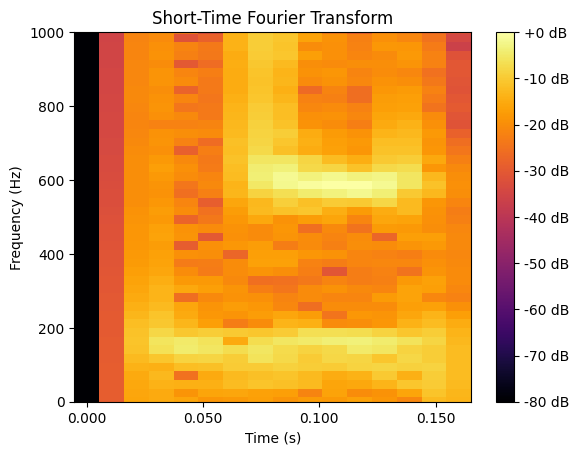 Short-Time Fourier Transform
1000
800
600
400
200
0
Frequency (Hz)
0.000
0.050
0.100
0.150
Time (s)
+0 dB
-10 dB
-20 dB
-30 dB
-40 dB
-50 dB
-60 dB
-70 dB
-80 dB